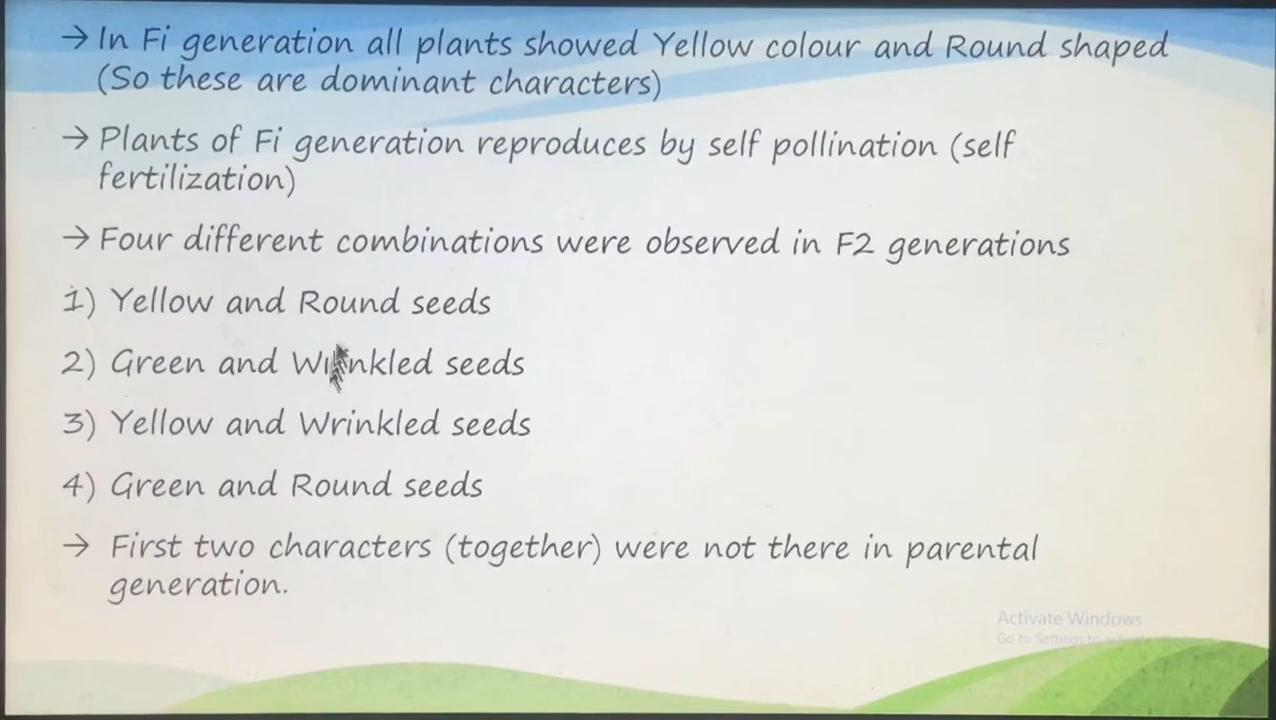 → In Fi generation all plants showed Yellow colour and Round shaped
(So these are dominant characters)
→ Plants of Fi generation reproduces by self pollination (self
fertilization)
→ Four different combinations were observed in F2 generations
1) Yellow and Round seeds
2) Green and Wrinkled seeds
3) Yellow and Wrinkled seeds
4) Green and Round seeds
→ First two characters (together) were not there in parental
generation.
Activate Windows
Go to Settings to